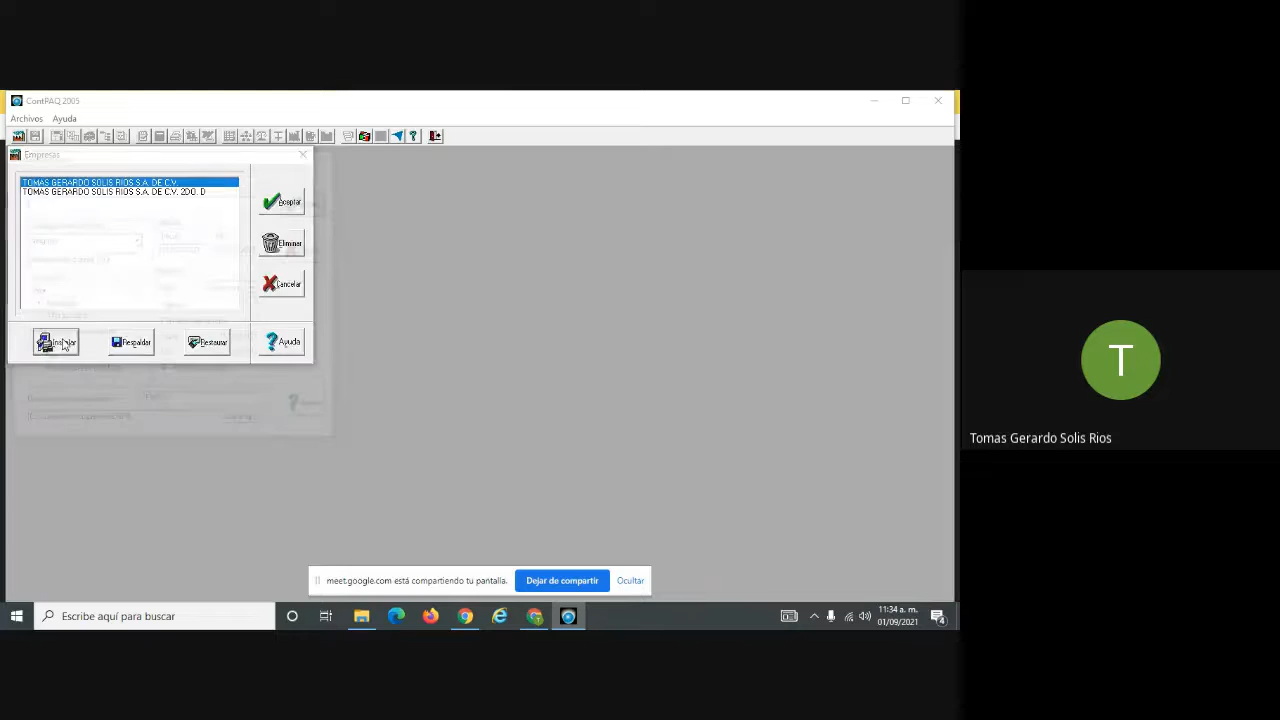 ContPAQ 2005
Archivos Ayuda
Empresas
TOMAS GERARDO SOLIS RIOS S.A. DE C.V.
TOMAS GERARDO SOLIS RIOS S.A. DE C.V. 2DO. D
Aceptar
Eliminar
Cancelar
Respaldar
Restaurar
Ayuda
T
Tomas Gerardo Solis Rios
meet.google.com está compartiendo tu pantalla.
Dejar de compartir
Ocultar
Escribe aquí para buscar
11:34 a. m.
01/09/2021
4